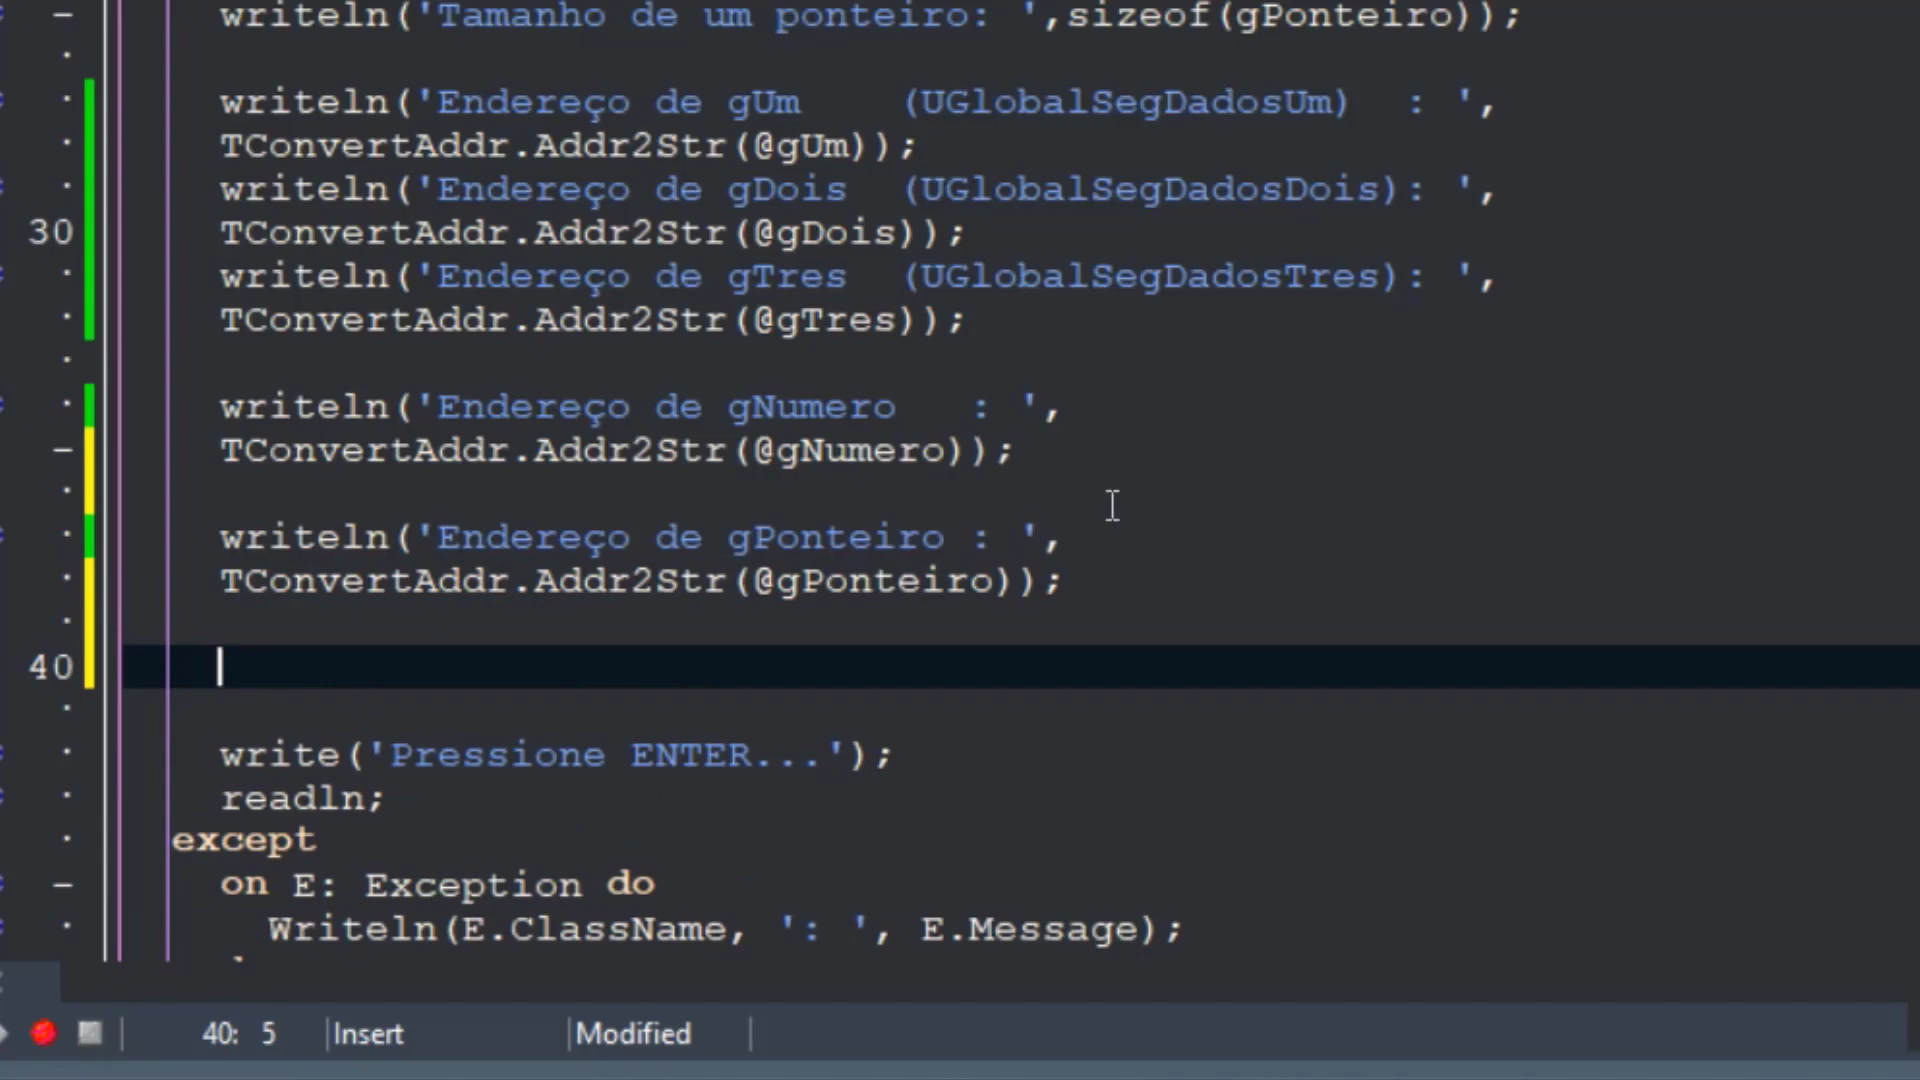 writeln('Tamanho de um ponteiro: ',sizeof(gPonteiro));
writeln('Endereço de gUm    (UGlobalSegDadosUm)  : ',
TConvertAddr.Addr2Str(@gUm));
writeln('Endereço de gDois  (UGlobalSegDadosDois): ',
30 TConvertAddr.Addr2Str(@gDois));
writeln('Endereço de gTres  (UGlobalSegDadosTres): ',
TConvertAddr.Addr2Str(@gTres));
writeln('Endereço de gNumero   : ',
TConvertAddr.Addr2Str(@gNumero));
writeln('Endereço de gPonteiro : ',
TConvertAddr.Addr2Str(@gPonteiro));
40
write('Pressione ENTER...');
readln;
except
on E: Exception do
Writeln(E.ClassName, ': ', E.Message);
40: 5 Insert Modified